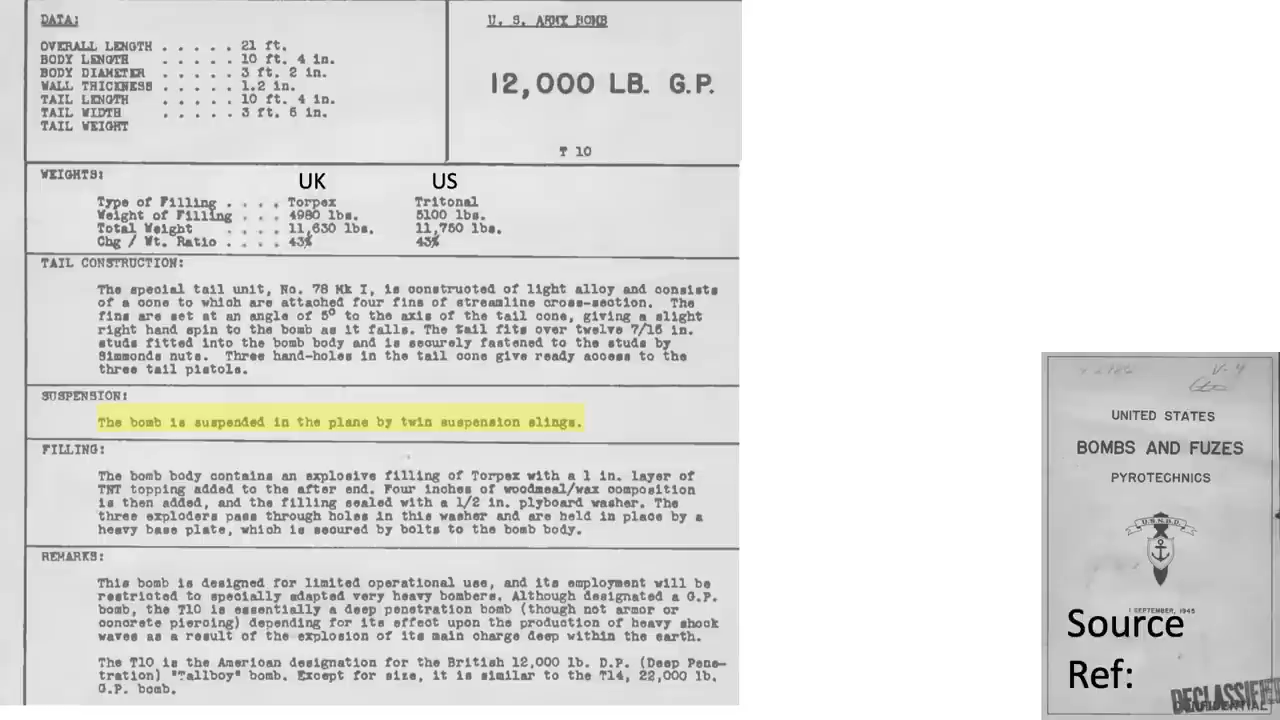 DATA:
OVERALL LENGTH . . . . . 21 ft.
BODY LENGTH . . . . . 10 ft. 4 in.
BODY DIAMETER . . . . . 3 ft. 2 in.
WALL THICKNESS . . . . . 1.2 in.
TAIL LENGTH . . . . . 10 ft. 4 in.
TAIL WIDTH . . . . . 3 ft. 6 in.
TAIL WEIGHT
U. S. ARMY BOMB
12,000 LB. G.P.
T 10
WEIGHTS:
UK US
Type of Filling . . . . Torpex Tritonal
Weight of Filling . . . 4980 lbs. 5100 lbs.
Total Weight . . . . 11,630 lbs. 11,750 lbs.
Chg / Wt. Ratio . . . . 43% 43%
TAIL CONSTRUCTION:
The special tail unit, No. 78 Mk I, is constructed of light alloy and consists
of a cone to which are attached four fins of streamline cross-section. The
fins are set at an angle of 5° to the axis of the tail cone, giving a slight
right hand spin to the bomb as it falls. The tail fits over twelve 7/16 in.
studs fitted into the bomb body and is securely fastened to the studs by
Simmonds nuts. Three hand-holes in the tail cone give ready access to the
three tail pistols.
SUSPENSION:
The bomb is suspended in the plane by twin suspension slings.
FILLING:
The bomb body contains an explosive filling of Torpex with a 1 in. layer of
TNT topping added to the after end. Four inches of woodmeal/wax composition
is then added, and the filling sealed with a 1/2 in. plyboard washer. The
three exploders pass through holes in this washer and are held in place by a
heavy base plate, which is secured by bolts to the bomb body.
REMARKS:
This bomb is designed for limited operational use, and its employment will be
restricted to specially adapted very heavy bombers. Although designated a G.P.
bomb, the T10 is essentially a deep penetration bomb (though not armor or
concrete piercing) depending for its effect upon the production of heavy shock
waves as a result of the explosion of its main charge deep within the earth.
The T10 is the American designation for the British 12,000 lb. D.P. (Deep Pene-
tration) "Tallboy" bomb. Except for size, it is similar to the T14, 22,000 lb.
G.P. bomb.
V-4
UNITED STATES
BOMBS AND FUZES
PYROTECHNICS
U.S.N.B.D.
1 SEPTEMBER, 1945
Source
Ref:
DECLASSIFIED
CONFIDENTIAL